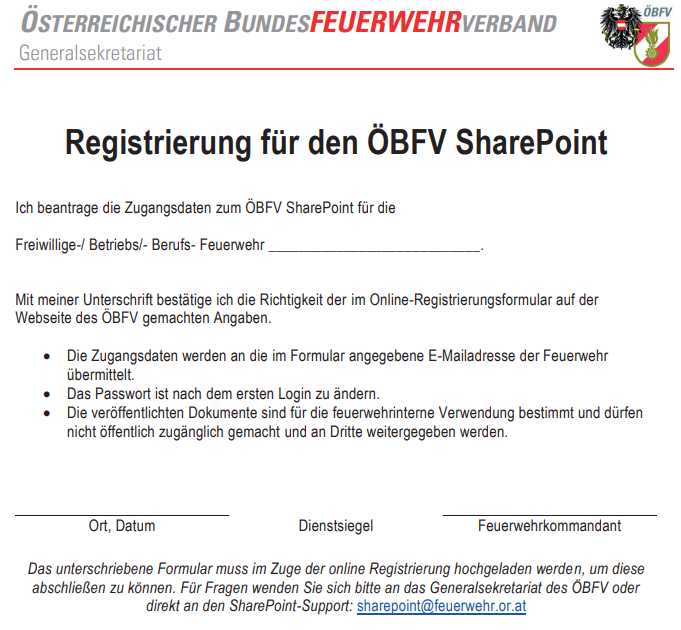 ÖSTERREICHISCHER BUNDESFEUERWEHRVERBAND
ÖBFV
Generalsekretariat
Registrierung für den ÖBFV SharePoint
Ich beantrage die Zugangsdaten zum ÖBFV SharePoint für die
Freiwillige-/ Betriebs/- Berufs- Feuerwehr ____________________________.
Mit meiner Unterschrift bestätige ich die Richtigkeit der im Online-Registrierungsformular auf der
Webseite des ÖBFV gemachten Angaben.
• Die Zugangsdaten werden an die im Formular angegebene E-Mailadresse der Feuerwehr
übermittelt.
• Das Passwort ist nach dem ersten Login zu ändern.
• Die veröffentlichten Dokumente sind für die feuerwehrinterne Verwendung bestimmt und dürfen
nicht öffentlich zugänglich gemacht und an Dritte weitergegeben werden.
Ort, Datum Dienstsiegel Feuerwehrkommandant
Das unterschriebene Formular muss im Zuge der online Registrierung hochgeladen werden, um diese
abschließen zu können. Für Fragen wenden Sie sich bitte an das Generalsekretariat des ÖBFV oder
direkt an den SharePoint-Support: sharepoint@feuerwehr.or.at